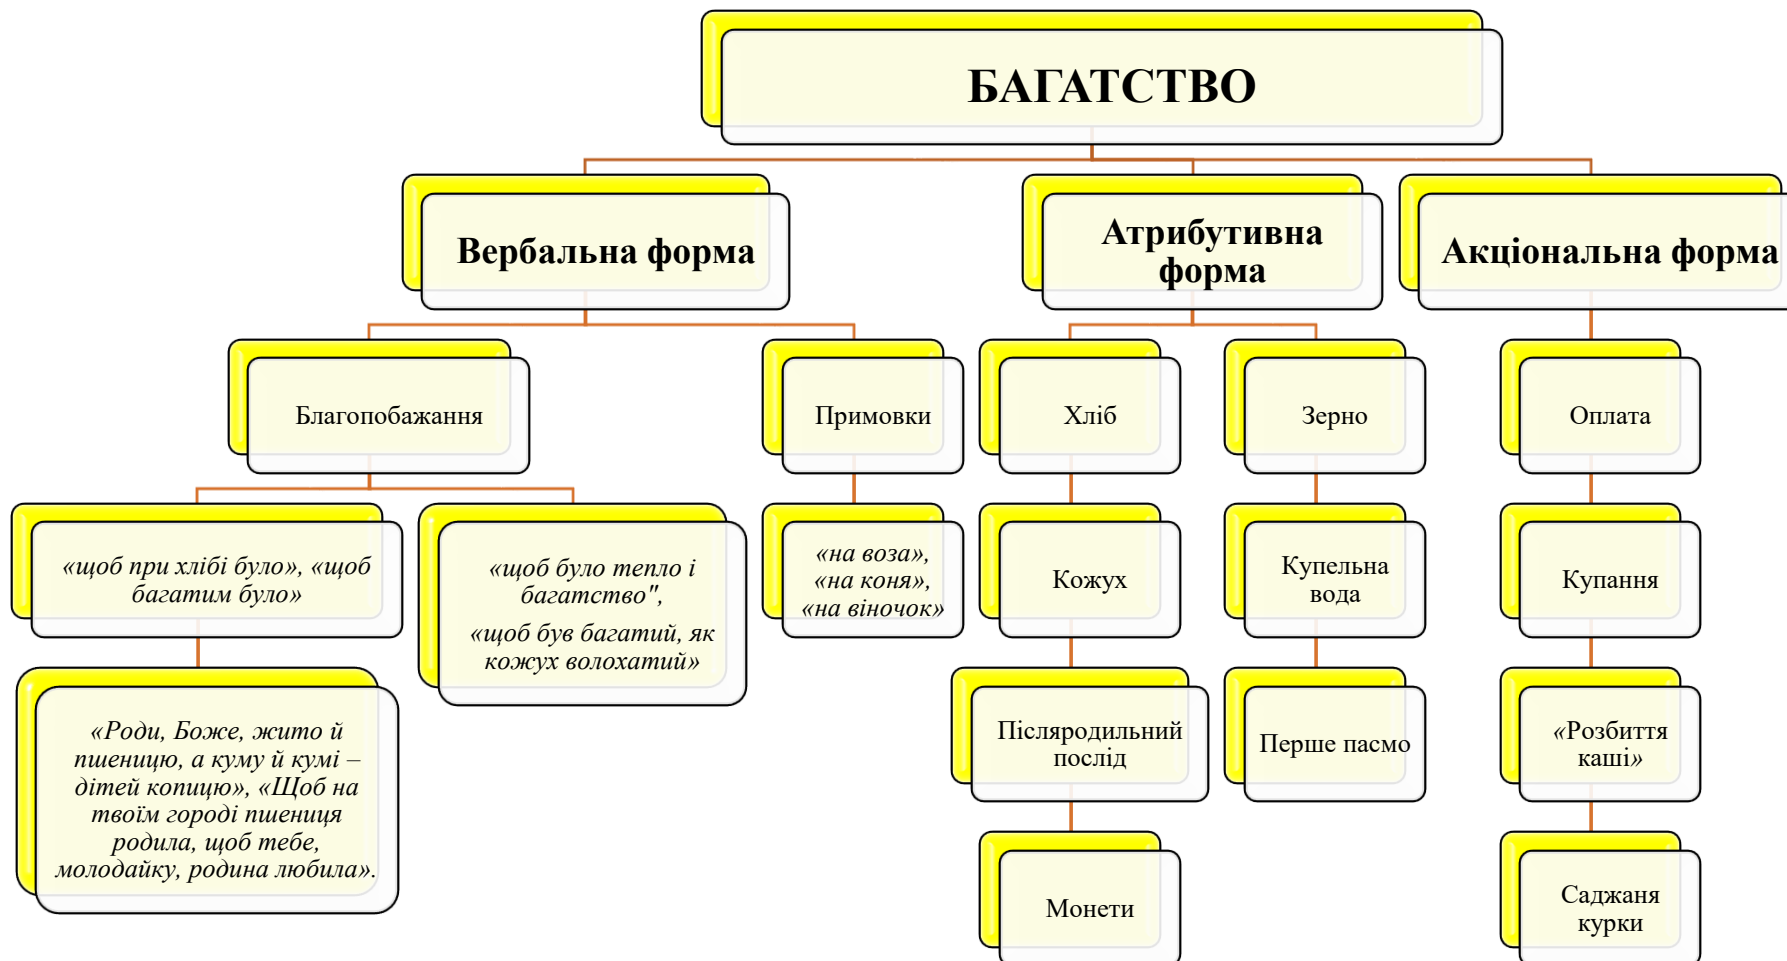 БАГАТСТВО
Вербальна форма
Атрибутивна
форма
Акціональна форма
Благопобажання
Примовки
Хліб
Зерно
Оплата
«щоб при хлібі було», «щоб
багатим було»
«щоб було тепло і
багатство",
«щоб був багатий, як
кожух волохатий»
«на воза»,
«на коня»,
«на віночок»
Кожух
Купельна
вода
Купання
«Роди, Боже, жито й
пшеницю, а куму й кумі –
дітей копицю», «Щоб на
твоїм городі пшениця
родила, щоб тебе,
молодайку, родина любила».
Післяродильний
послід
Перше пасмо
«Розбиття
каші»
Монети
Саджаня
курки